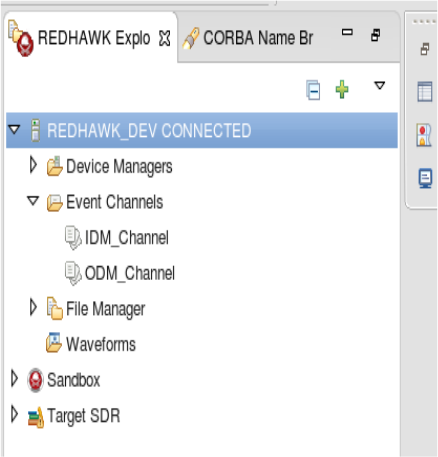 REDHAWK Explo CORBA Name Br
REDHAWK_DEV CONNECTED
Device Managers
Event Channels
IDM_Channel
ODM_Channel
File Manager
Waveforms
Sandbox
Target SDR